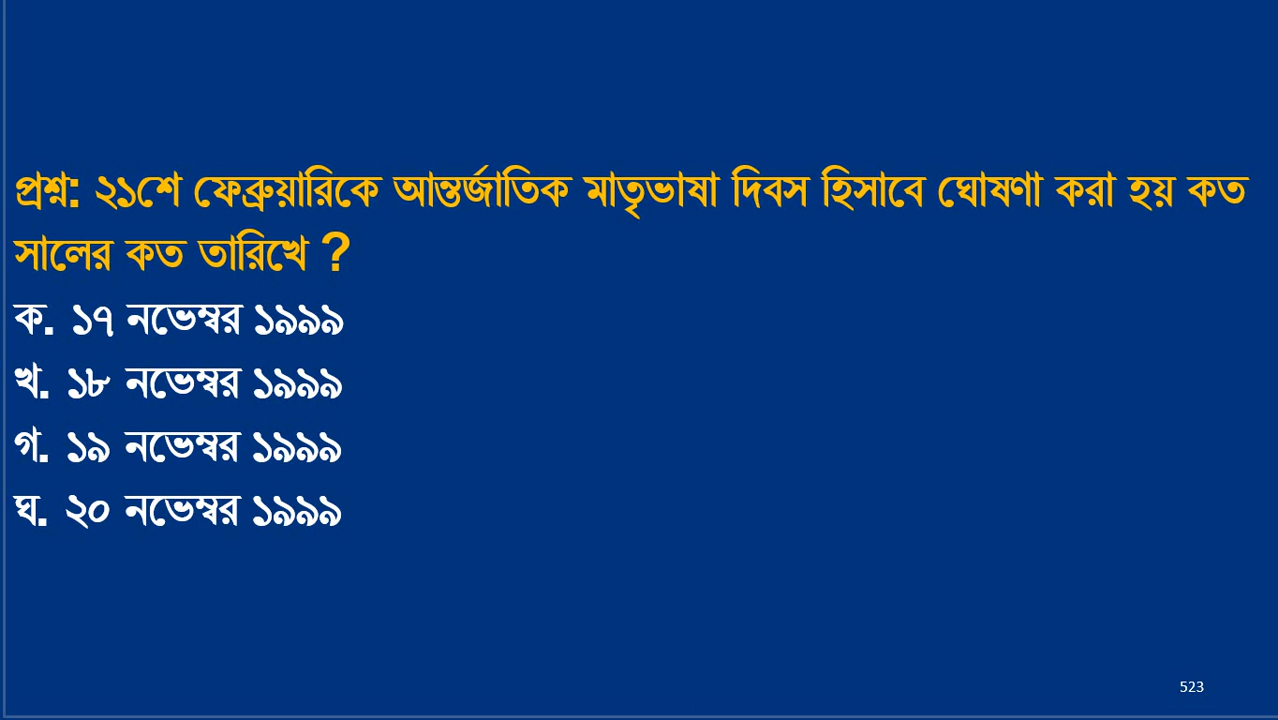 প্রশ্ন: ২১শে ফেব্রুয়ারিকে আন্তর্জাতিক মাতৃভাষা দিবস হিসাবে ঘোষণা করা হয় কত
সালের কত তারিখে ?
ক. ১৭ নভেম্বর ১৯৯৯
খ. ১৮ নভেম্বর ১৯৯৯
গ. ১৯ নভেম্বর ১৯৯৯
ঘ. ২০ নভেম্বর ১৯৯৯
523